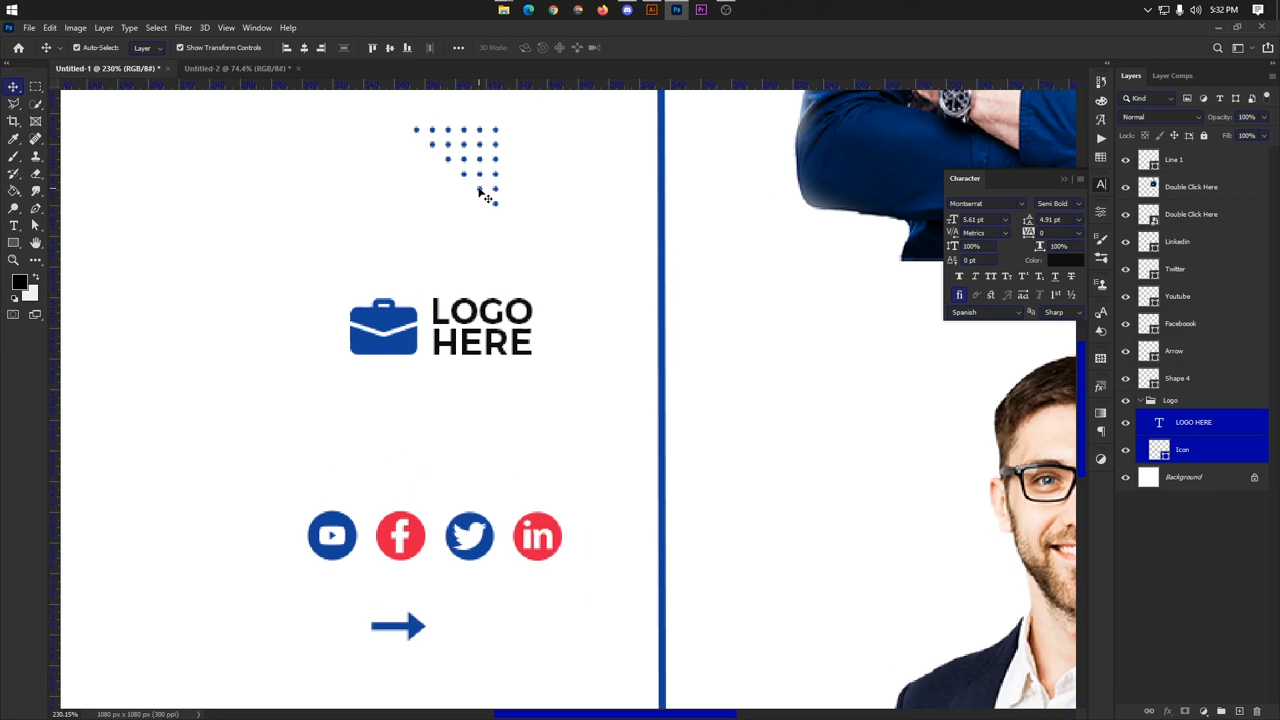 5:32 PM
File Edit Image Layer Type Select Filter 3D View Window Help
Auto-Select: Layer Show Transform Controls 3D Mode:
Untitled-1 @ 230% (RGB/8#) * × Untitled-2 @ 74.4% (RGB/8#) * ×
Layers Layer Comps
Kind
Normal Opacity: 100%
Lock: Fill: 100%
Line 1
Double Click Here
Double Click Here
Linkedin
Twitter
Youtube
Faceboook
Arrow
Shape 4
Logo
LOGO HERE
Icon
Background
Character
Montserrat Semi Bold
5.61 pt 4.91 pt
Metrics 0
100% 100%
0 pt Color:
Spanish Sharp
LOGO
HERE
230.15% 1080 px x 1080 px (300 ppi)